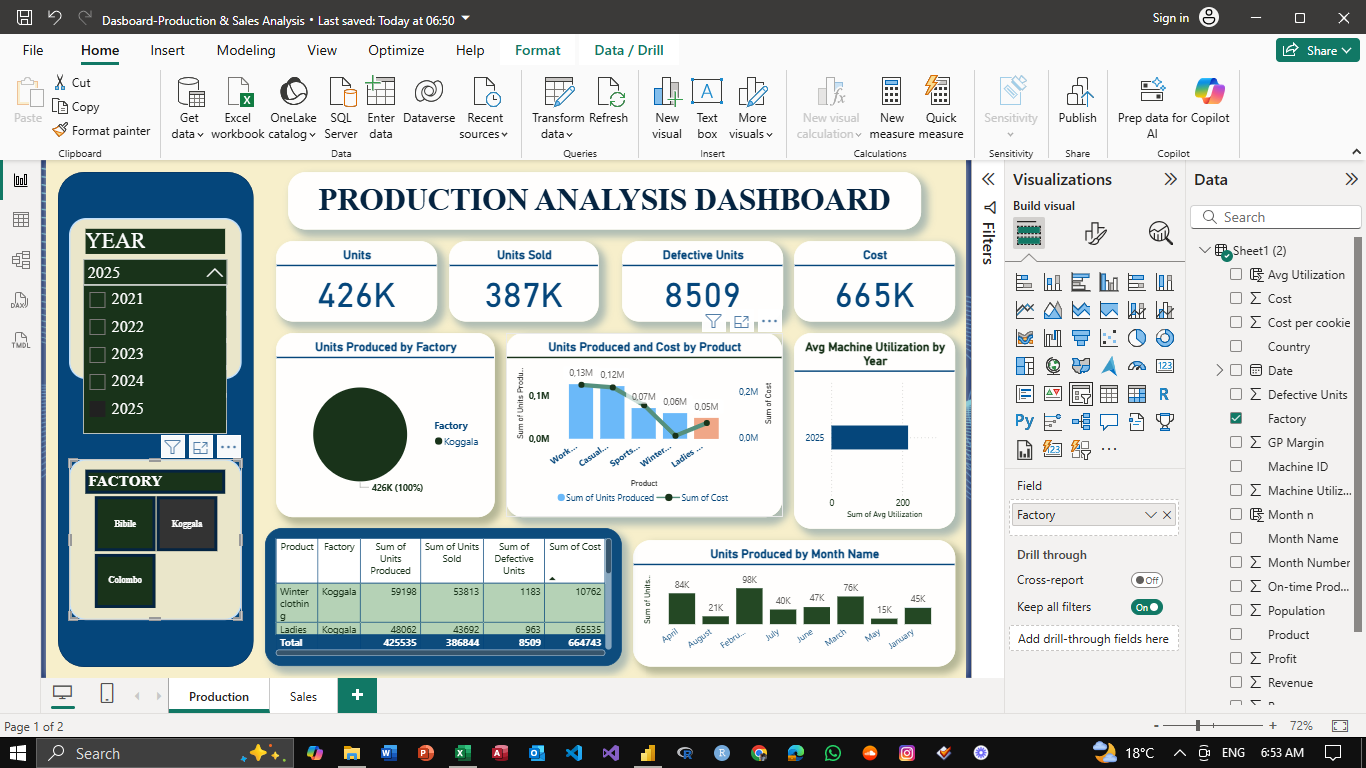 Dasboard-Production & Sales Analysis • Last saved: Today at 06:50
Sign in
File
Home
Insert
Modeling
View
Optimize
Help
Format
Data / Drill
Share
Paste
Cut
Copy
Format painter
Clipboard
Get data
Excel workbook
OneLake catalog
SQL Server
Enter data
Dataverse
Recent sources
Data
Transform data
Refresh
Queries
New visual
Text box
More visuals
Insert
New visual calculation
New measure
Quick measure
Calculations
Sensitivity
Sensitivity
Publish
Share
Prep data for AI
Copilot
Copilot
DAX
TMDL
PRODUCTION ANALYSIS DASHBOARD
YEAR
2025
2021
2022
2023
2024
2025
FACTORY
Bibile
Koggala
Colombo
Units
426K
Units Sold
387K
Defective Units
8509
Cost
665K
Units Produced by Factory
Factory
Koggala
426K (100%)
Units Produced and Cost by Product
Sum of Units Produ...
0,1M
0,0M
0,13M
0,12M
0,07M
0,06M
0,05M
0,2M
0,0M
Sum of Cost
Work...
Casual...
Sports...
Winter...
Ladies ...
Product
Sum of Units Produced
Sum of Cost
Avg Machine Utilization by Year
2025
0
200
Sum of Avg Utilization
Product Factory Sum of Units Produced Sum of Units Sold Sum of Defective Units Sum of Cost
Winter clothing Koggala 59198 53813 1183 10762
Ladies Koggala 48062 43692 963 65535
Total 425535 386844 8509 664743
Units Produced by Month Name
Sum of Units...
84K
21K
98K
40K
47K
76K
15K
45K
April
August
Febru...
July
June
March
May
January
Filters
Visualizations
Build visual
Field
Factory
Drill through
Cross-report
Off
Keep all filters
On
Add drill-through fields here
Data
Search
Sheet1 (2)
Avg Utilization
Cost
Cost per cookie
Country
Date
Defective Units
Factory
GP Margin
Machine ID
Machine Utiliz...
Month n
Month Name
Month Number
On-time Prod...
Population
Product
Profit
Revenue
Production
Sales
Page 1 of 2
72%
Search
18°C
ENG
6:53 AM